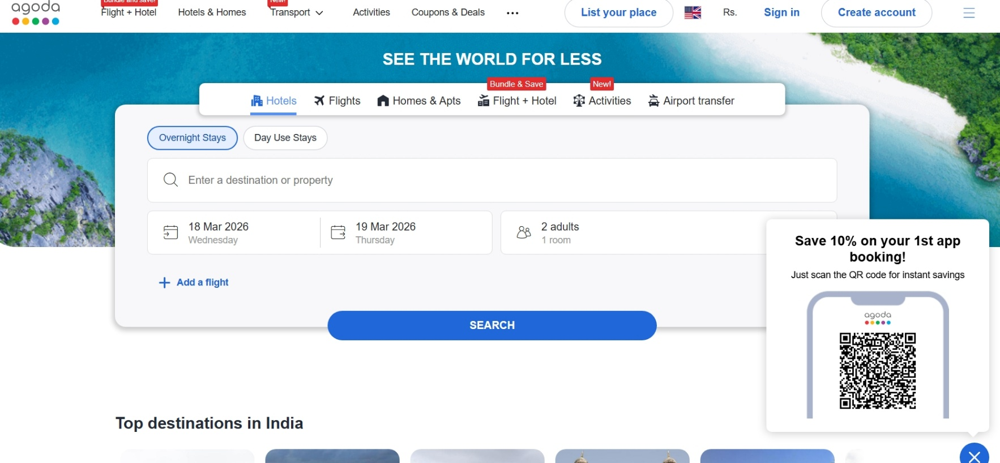 agoda
Bundle and save!
Flight + Hotel
Hotels & Homes
New!
Transport
Activities
Coupons & Deals
List your place
Rs.
Sign in
Create account
SEE THE WORLD FOR LESS
Hotels
Flights
Homes & Apts
Bundle & Save
Flight + Hotel
New!
Activities
Airport transfer
Overnight Stays
Day Use Stays
Enter a destination or property
18 Mar 2026
Wednesday
19 Mar 2026
Thursday
2 adults
1 room
Add a flight
SEARCH
Save 10% on your 1st app
booking!
Just scan the QR code for instant savings
agoda
Top destinations in India